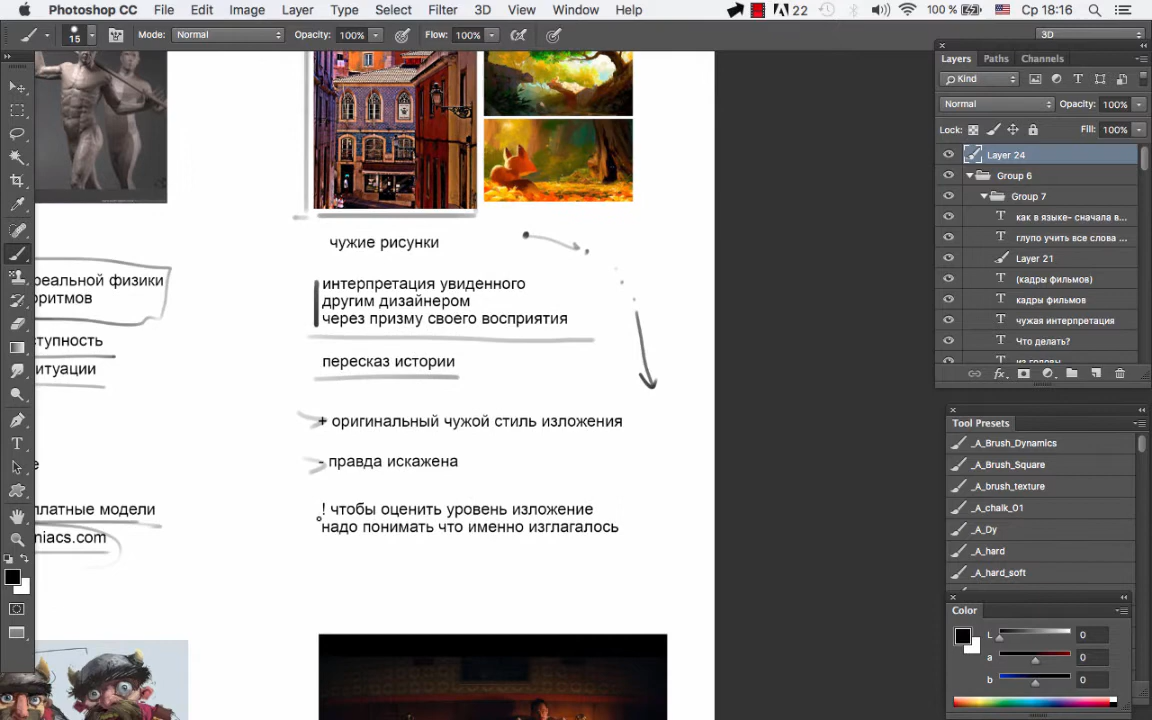 Photoshop CC File Edit Image Layer Type Select Filter 3D View Window Help 22 100 % Ср 18:16
15 Mode: Normal Opacity: 100% Flow: 100% 3D
чужие рисунки
реальной физики
интерпретация увиденного
другим дизайнером
через призму своего восприятия
пересказ истории
+ оригинальный чужой стиль изложения
- правда искажена
платные модели
! чтобы оценить уровень изложение
надо понимать что именно изглагалось
niacs.com
Layers Paths Channels
Kind
Normal Opacity: 100%
Lock: Fill: 100%
Layer 24
Group 6
Group 7
как в языке- сначала в...
глупо учить все слова ...
Layer 21
(кадры фильмов)
кадры фильмов
чужая интерпретация
Что делать?
из головы
Tool Presets
_A_Brush_Dynamics
_A_Brush_Square
_A_brush_texture
_A_chalk_01
_A_Dy
_A_hard
_A_hard_soft
Color
L 0
a 0
b 0